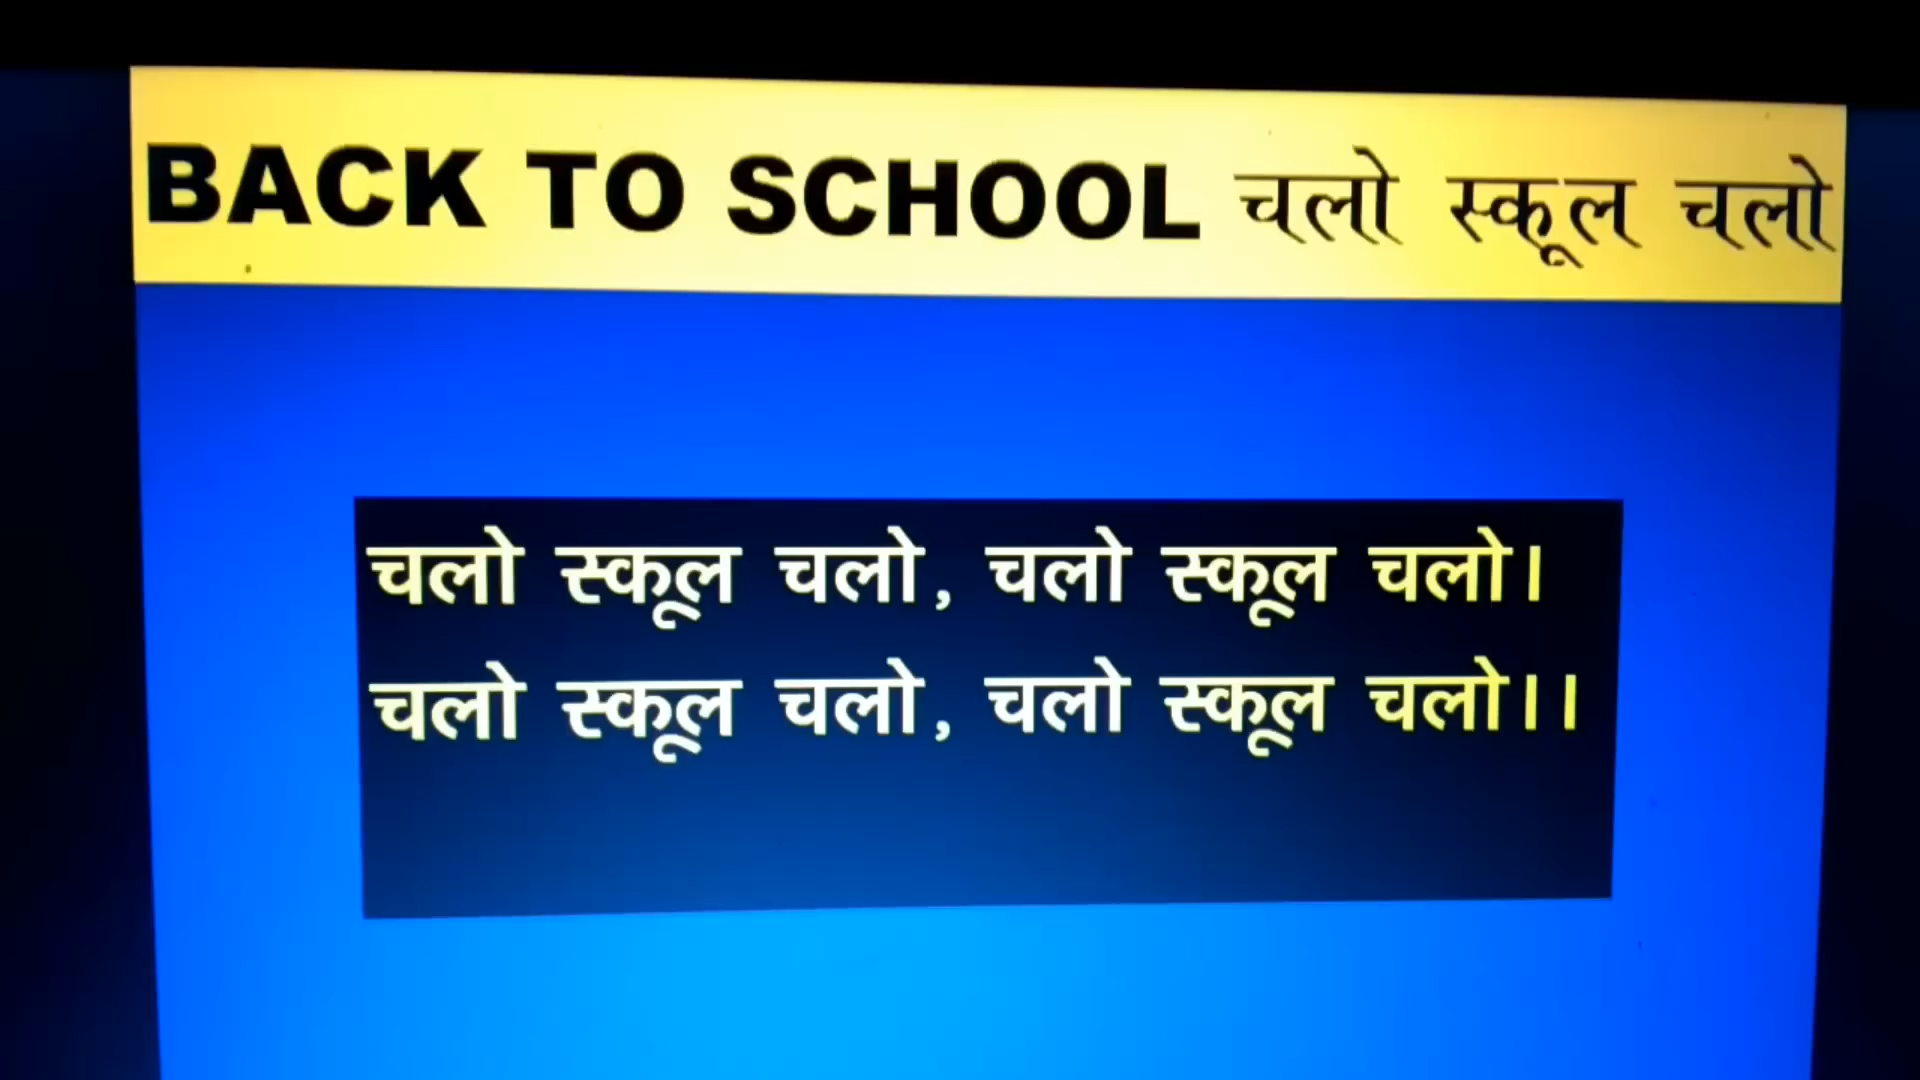 BACK TO SCHOOL चलो स्कूल चलो
चलो स्कूल चलो, चलो स्कूल चलो।
चलो स्कूल चलो, चलो स्कूल चलो।।